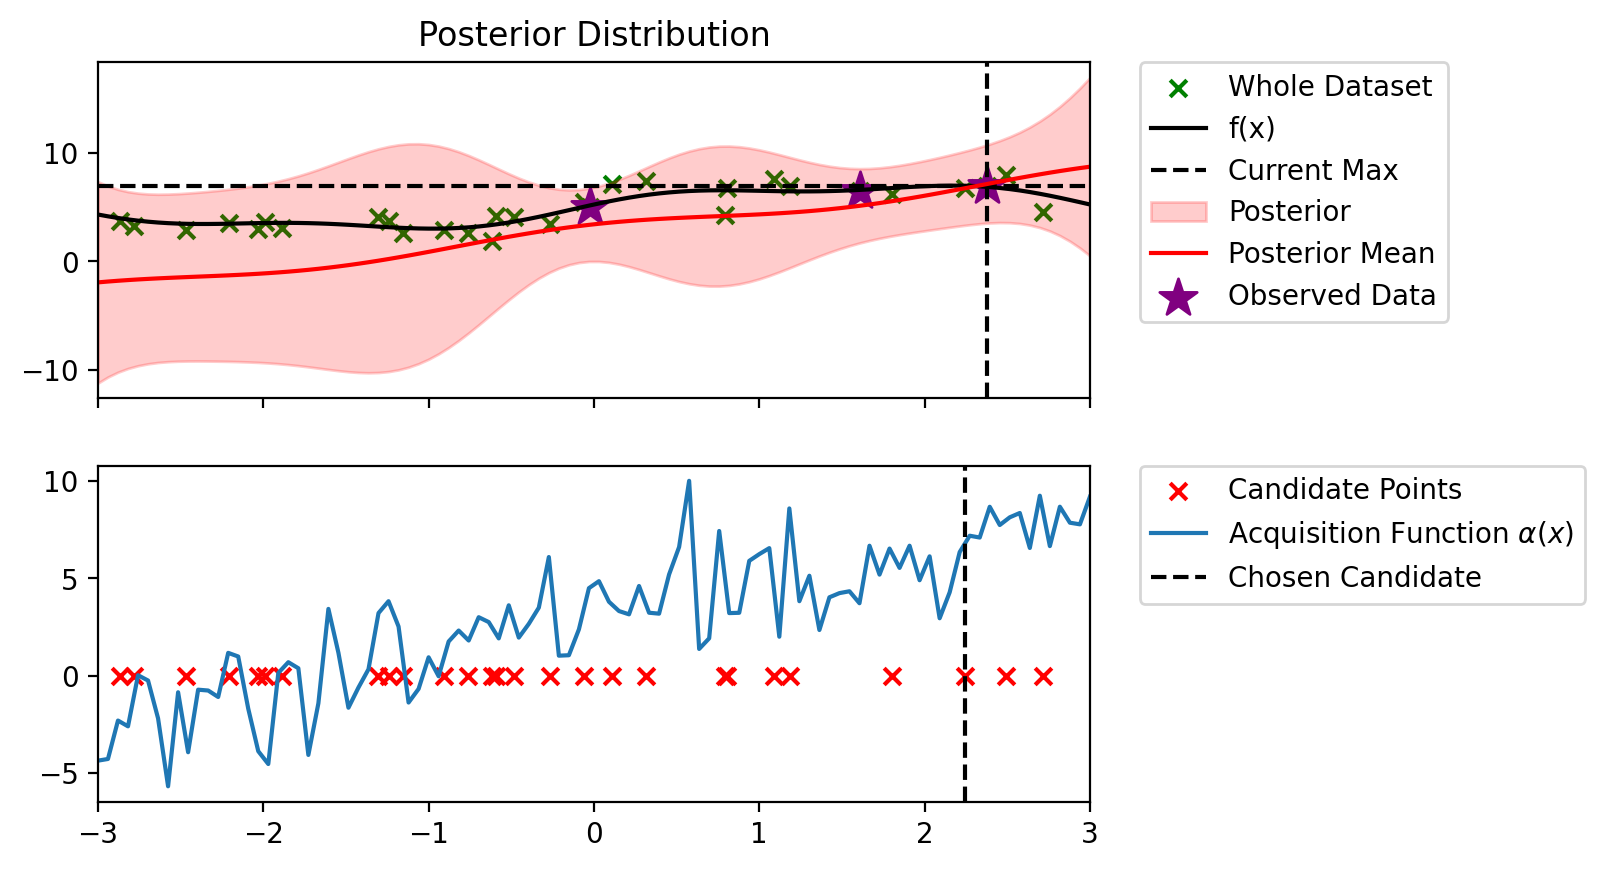 Posterior Distribution
10
0
−10
Whole Dataset
f(x)
Current Max
Posterior
Posterior Mean
Observed Data
10
5
0
−5
−3
−2
−1
0
1
2
3
Candidate Points
Acquisition Function α(x)
Chosen Candidate